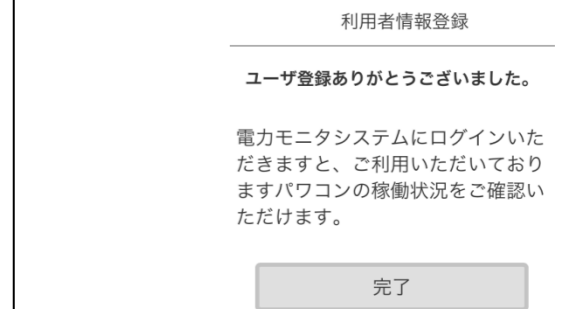 利用者情報登録
ユーザ登録ありがとうございました。
電力モニタシステムにログインいた
だきますと、ご利用いただいており
ますパワコンの稼働状況をご確認い
ただけます。
完了